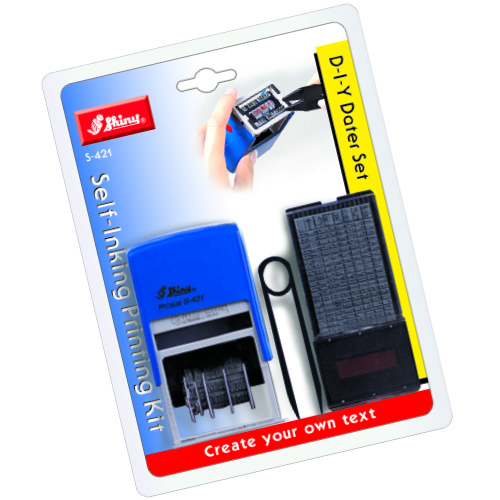 Shiny®
S-421
Self-Inking Printing Kit
D-I-Y Dater Set
Shiny®
Printer S-421
Create your own text